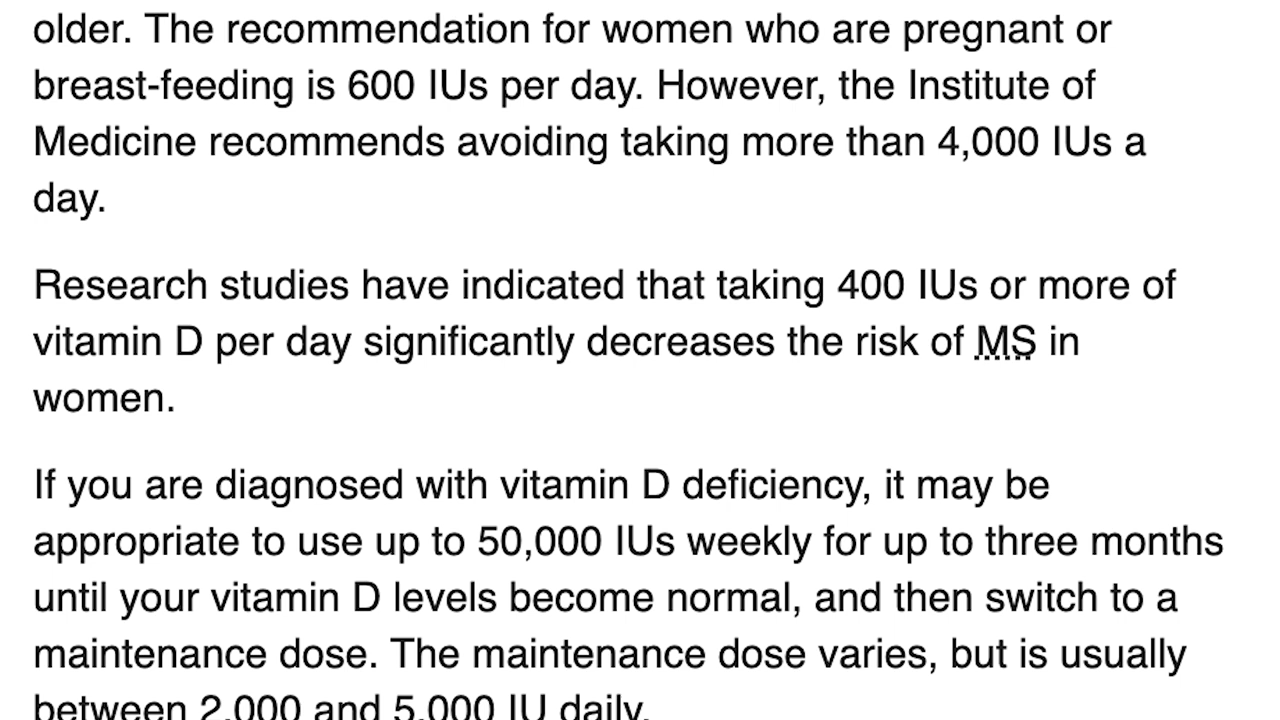 older. The recommendation for women who are pregnant or
breast-feeding is 600 IUs per day. However, the Institute of
Medicine recommends avoiding taking more than 4,000 IUs a
day.
Research studies have indicated that taking 400 IUs or more of
vitamin D per day significantly decreases the risk of MS in
women.
If you are diagnosed with vitamin D deficiency, it may be
appropriate to use up to 50,000 IUs weekly for up to three months
until your vitamin D levels become normal, and then switch to a
maintenance dose. The maintenance dose varies, but is usually
between 2,000 and 5,000 IU daily.